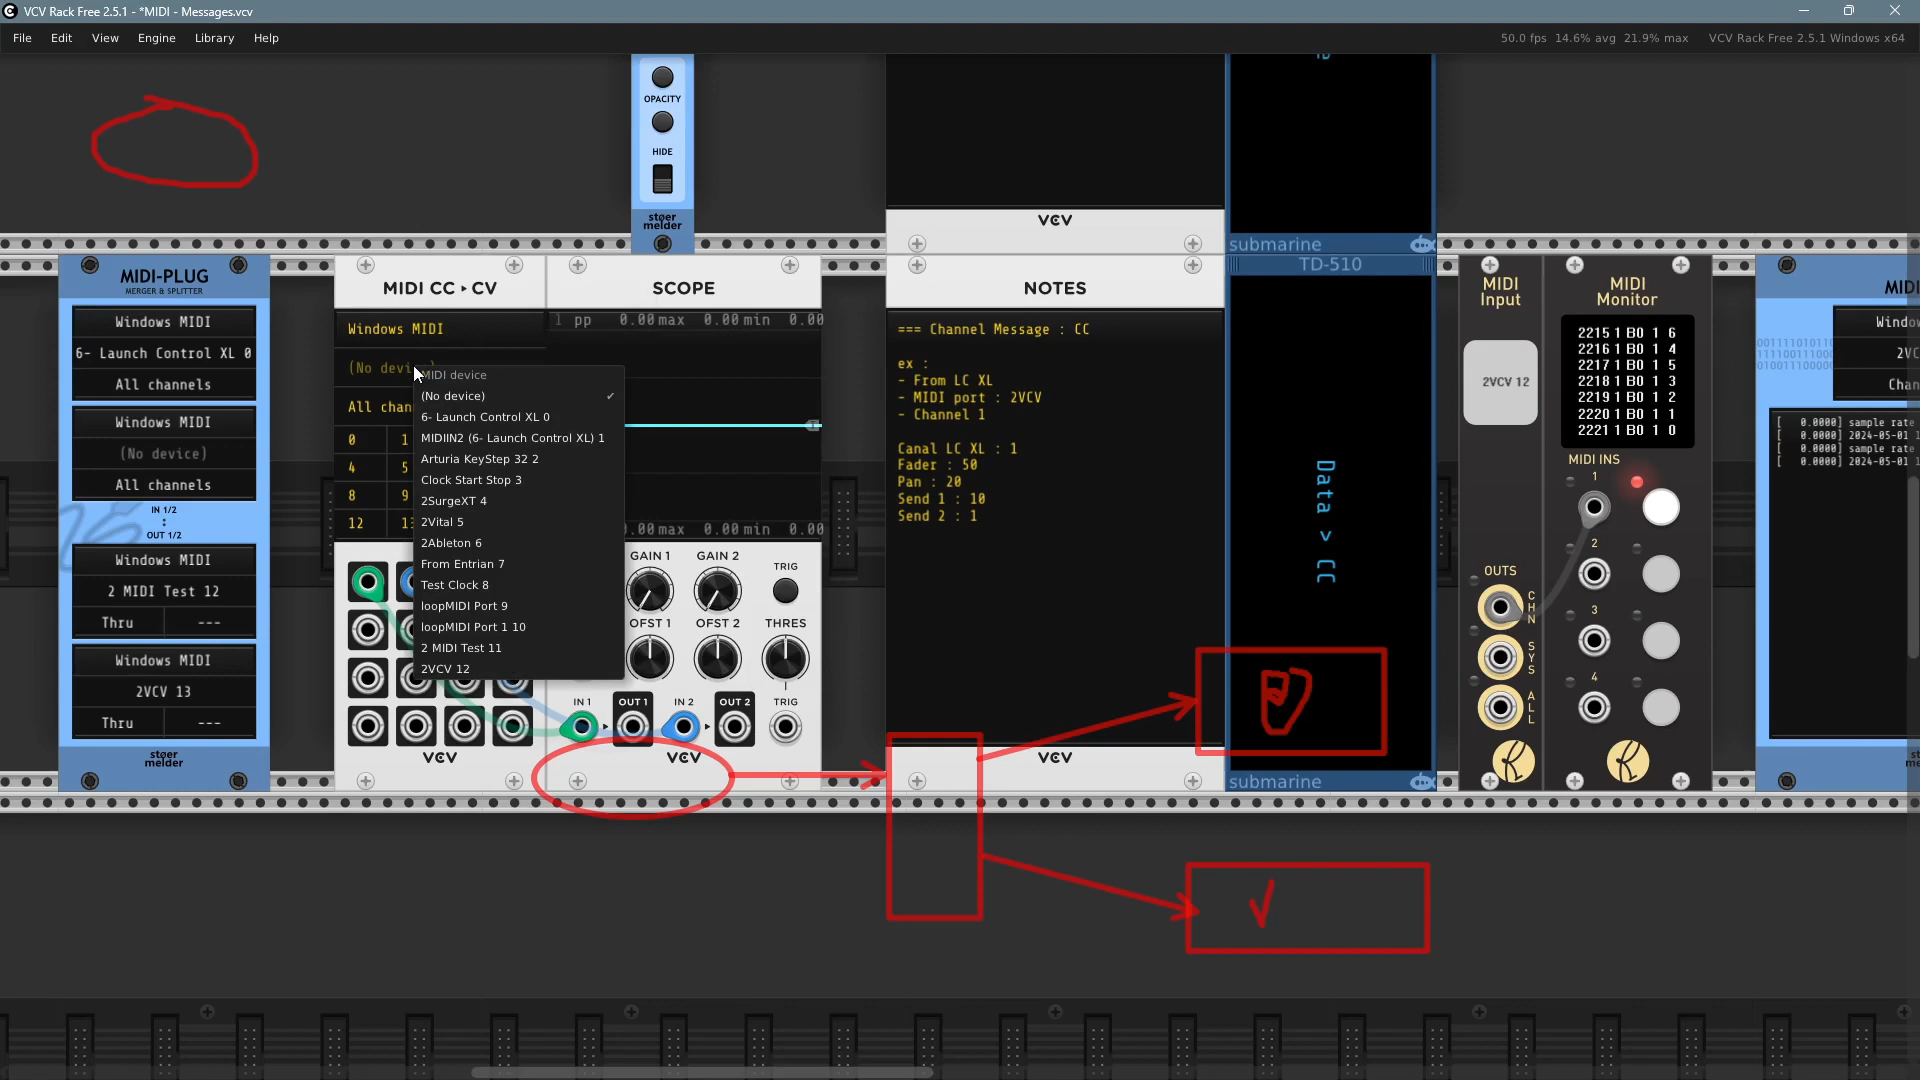 VCV Rack Free 2.5.1 - *MIDI - Messages.vcv
File Edit View Engine Library Help
50.0 fps 14.6% avg 21.9% max VCV Rack Free 2.5.1 Windows x64
OPACITY
HIDE
støer
melder
VCV
submarine
MIDI-PLUG
MERGER & SPLITTER
Windows MIDI
6- Launch Control XL 0
All channels
Windows MIDI
(No device)
All channels
IN 1/2
:
OUT 1/2
Windows MIDI
2 MIDI Test 12
Thru ---
Windows MIDI
2VCV 13
Thru ---
støer
melder
MIDI CC ▸ CV
Windows MIDI
(No devi
All chan
0 1
4 5
8 9
12 13
VCV
MIDI device
(No device) ✔
6- Launch Control XL 0
MIDIIN2 (6- Launch Control XL) 1
Arturia KeyStep 32 2
Clock Start Stop 3
2SurgeXT 4
2Vital 5
2Ableton 6
From Entrian 7
Test Clock 8
loopMIDI Port 9
loopMIDI Port 1 10
2 MIDI Test 11
2VCV 12
SCOPE
1 pp 0.00 max 0.00 min 0.00
.00 max 0.00 min 0.00
GAIN 1 GAIN 2 TRIG
OFST 1 OFST 2 THRES
IN 1 OUT 1 IN 2 OUT 2 TRIG
VCV
NOTES
=== Channel Message : CC
ex :
- From LC XL
- MIDI port : 2VCV
- Channel 1
Canal LC XL : 1
Fader : 50
Pan : 20
Send 1 : 10
Send 2 : 1
VCV
TD-510
Data > CC
submarine
MIDI
Input
2VCV 12
OUTS
CHN
SYS
ALL
MIDI
Monitor
2215 1 B0 1 6
2216 1 B0 1 4
2217 1 B0 1 5
2218 1 B0 1 3
2219 1 B0 1 2
2220 1 B0 1 1
2221 1 B0 1 0
MIDI INS
1
2
3
4
MIDI
Window
2VC
Chan
[ 0.0000] sample rate
[ 0.0000] 2024-05-01 1
[ 0.0000] sample rate
[ 0.0000] 2024-05-01 1